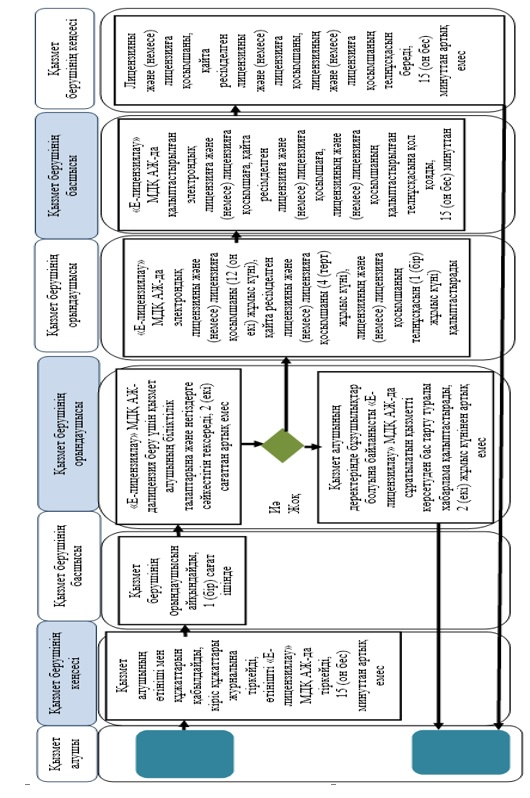 Қызмет
алушы
Қызмет берушінің
кеңсесі
Қызмет
алушының
өтініші мен
құжаттарын
қабылдайды,
кіріс құжаттары
журналына
тіркейді,
өтінішті «Е-
лицензиялау»
МДҚ АЖ-да
тіркейді,
15 (он бес)
минуттан артық
емес
Қызмет берушінің
басшысы
Қызмет
берушінің
орындаушысын
айқындайды,
1 (бір) сағат
ішінде
Қызмет берушінің
орындаушысы
«Е-лицензиялау» МДҚ АЖ-
далицензия беру үшін қызмет
алушының біліктілік
талаптарына және негіздерге
сәйкестігін тексереді, 2 (екі)
сағаттан артық емес
Иә
Жоқ
Қызмет алушының
деректерінде бұзушылықтар
болуына байланысты «Е-
лицензиялау» МДҚ АЖ-да
сұратылатын қызметті
көрсетуден бас тарту туралы
хабарлама қалыптастырады,
2 (екі) жұмыс күнінен артық
емес
Қызмет берушінің
орындаушысы
«Е-лицензиялау»
МДҚ АЖ-да
электрондық
лицензияны және
(немесе) лицензияға
қосымшаны (12 (он
екі) жұмыс күні),
қайта ресімделген
лицензияны және
(немесе) лицензияға
қосымшаны (4 (төрт)
жұмыс күні),
лицензияның және
(немесе) лицензияға
қосымшаның
телнұсқасын (1 (бір)
жұмыс күні)
қалыптастырады
Қызмет берушінің
басшысы
«Е-лицензиялау»
МДҚ АЖ-да
қалыптастырылған
электрондық
лицензияға және
(немесе) лицензияға
қосымшаға, қайта
ресімделген
лицензияға және
(немесе) лицензияға
қосымшаға,
лицензияның және
(немесе) лицензияға
қосымшаның
қалыптастырылған
телнұсқасына қол
қояды,
15 (он бес) минуттан
Қызмет
берушінің кеңсесі
Лицензияны
және (немесе)
лицензияға
қосымшаны,
қайта
ресімделген
лицензияны
және (немесе)
лицензияға
қосымшаны,
лицензияның
және (немесе)
лицензияға
қосымшаның
телнұсқасын
береді,
15 (он бес)
минуттан артық
емес